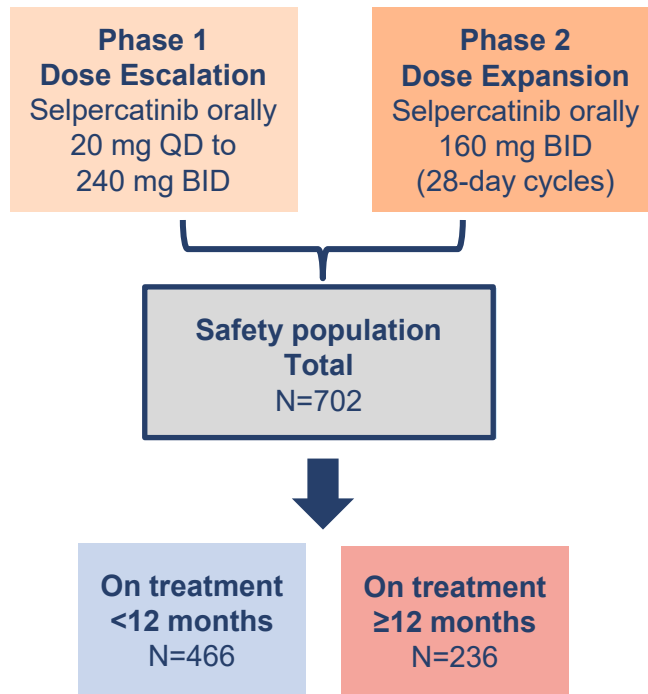 Phase 1
Dose Escalation
Selpercatinib orally
20 mg QD to
240 mg BID
Phase 2
Dose Expansion
Selpercatinib orally
160 mg BID
(28-day cycles)
Safety population
Total
N=702
On treatment
<12 months
N=466
On treatment
≥12 months
N=236